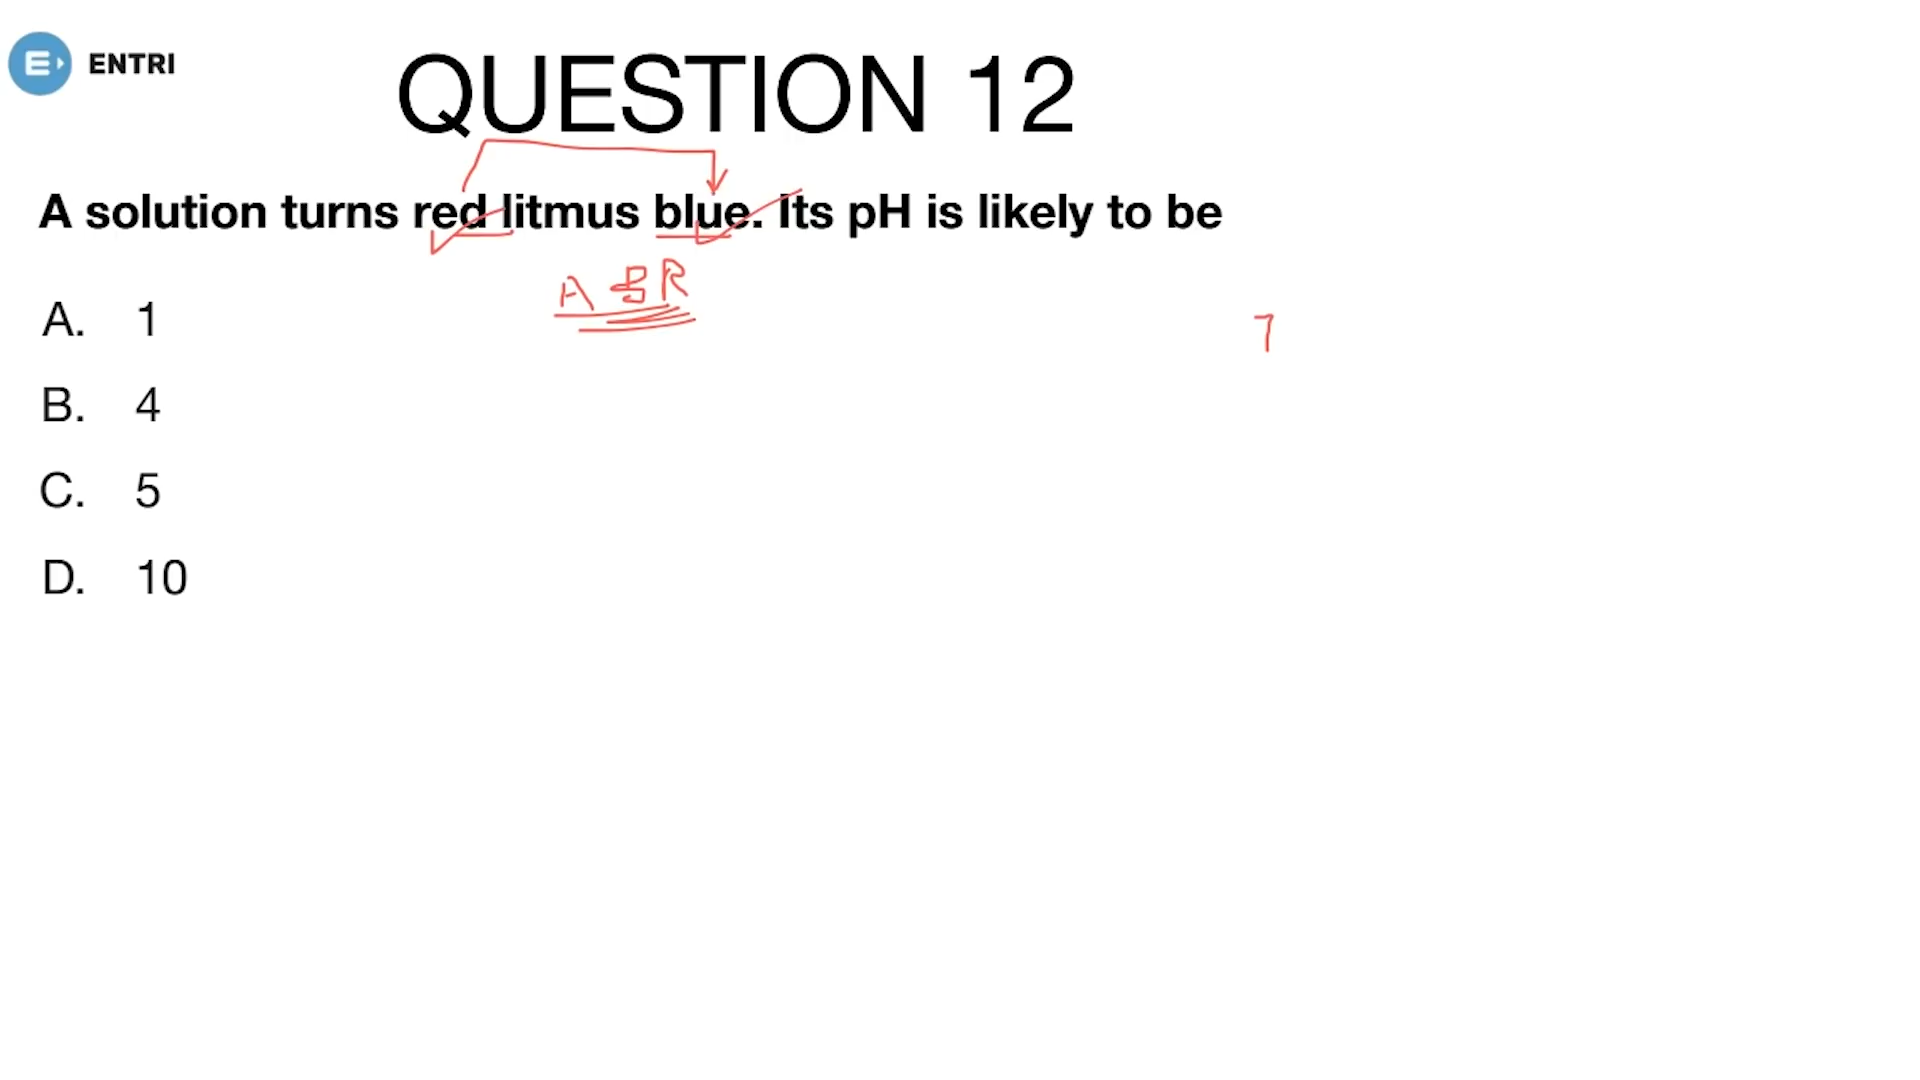 ENTRI
QUESTION 12
A solution turns red litmus blue. Its pH is likely to be
A B R
7
A. 1
B. 4
C. 5
D. 10